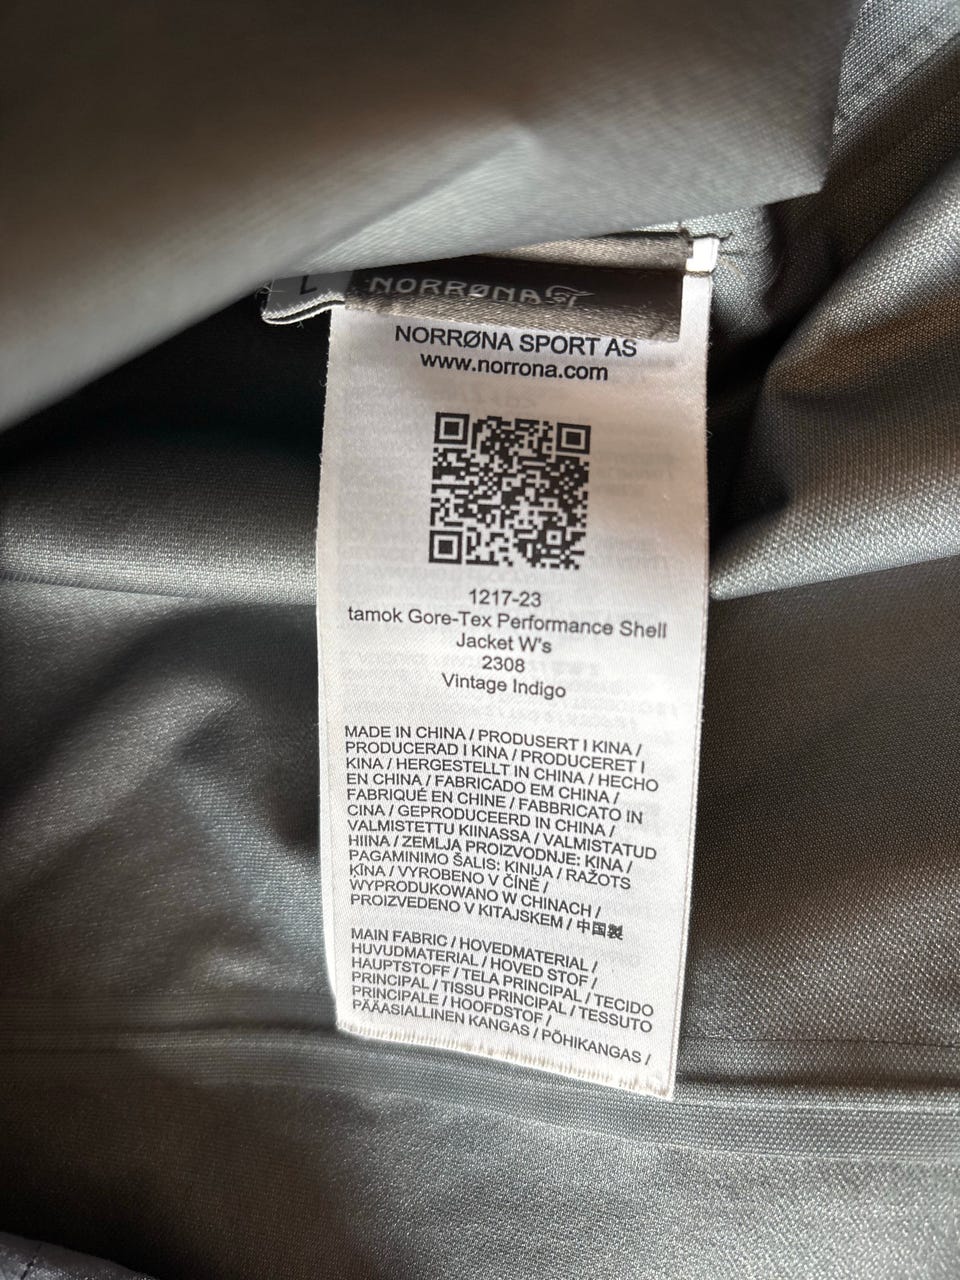 L
NORRØNA
NORRØNA SPORT AS
www.norrona.com
1217-23
tamok Gore-Tex Performance Shell
Jacket W's
2308
Vintage Indigo
MADE IN CHINA / PRODUSERT I KINA /
PRODUCERAD I KINA / PRODUCERET I
KINA / HERGESTELLT IN CHINA / HECHO
EN CHINA / FABRICADO EM CHINA /
FABRIQUÉ EN CHINE / FABBRICATO IN
CINA / GEPRODUCEERD IN CHINA /
VALMISTETTU KIINASSA / VALMISTATUD
HIINA / ZEMLJA PROIZVODNJE: KINA /
PAGAMINIMO ŠALIS: KINIJA / RAŽOTS
ĶĪNA / VYROBENO V ČÍNĚ /
WYPRODUKOWANO W CHINACH /
PROIZVEDENO V KITAJSKEM / 中国製
MAIN FABRIC / HOVEDMATERIAL /
HUVUDMATERIAL / HOVED STOF /
HAUPTSTOFF / TELA PRINCIPAL / TECIDO
PRINCIPAL / TISSU PRINCIPAL / TESSUTO
PRINCIPALE / HOOFDSTOF /
PÄÄASIALLINEN KANGAS / PÕHIKANGAS /